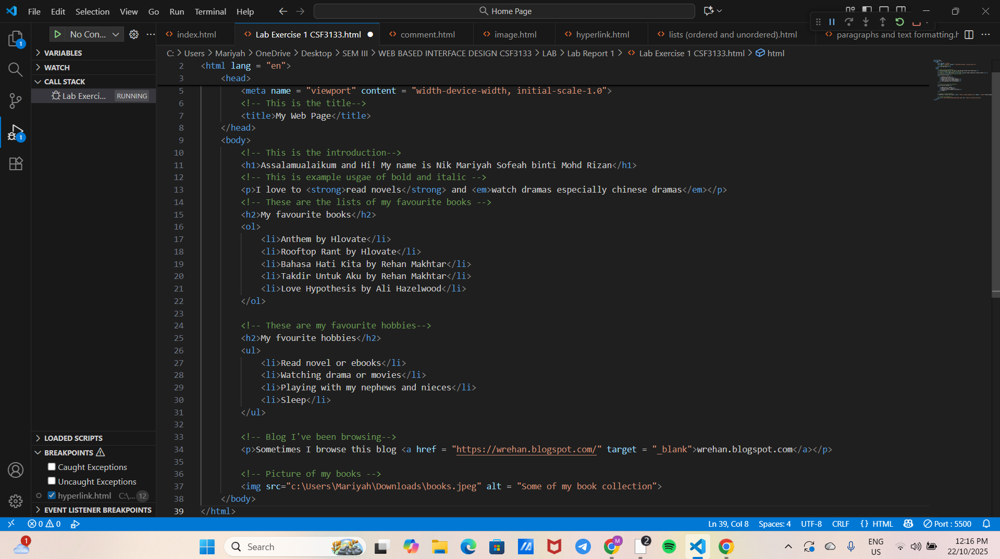 File Edit Selection View Go Run Terminal Help
Home Page
No Con...
index.html
Lab Exercise 1 CSF3133.html
comment.html
image.html
hyperlink.html
lists (ordered and unordered).html
paragraphs and text formatting.h
C: > Users > Mariyah > OneDrive > Desktop > SEM III > WEB BASED INTERFACE DESIGN CSF3133 > LAB > Lab Report 1 > Lab Exercise 1 CSF3133.html > html
1
VARIABLES
WATCH
CALL STACK
Lab Exerci... RUNNING
1
2 <html lang = "en">
3 <head>
5 <meta name = "viewport" content = "width-device-width, initial-scale-1.0">
6 <!-- This is the title-->
7 <title>My Web Page</title>
8 </head>
9 <body>
10 <!-- This is the introduction-->
11 <h1>Assalamualaikum and Hi! My name is Nik Mariyah Sofeah binti Mohd Rizan</h1>
12 <!-- This is example usgae of bold and italic -->
13 <p>I love to <strong>read novels</strong> and <em>watch dramas especially chinese dramas</em></p>
14 <!-- These are the lists of my favourite books -->
15 <h2>My favourite books</h2>
16 <ol>
17 <li>Anthem by Hlovate</li>
18 <li>Rooftop Rant by Hlovate</li>
19 <li>Bahasa Hati Kita by Rehan Makhtar</li>
20 <li>Takdir Untuk Aku by Rehan Makhtar</li>
21 <li>Love Hypothesis by Ali Hazelwood</li>
22 </ol>
23
24 <!-- These are my favourite hobbies-->
25 <h2>My fvourite hobbies</h2>
26 <ul>
27 <li>Read novel or ebooks</li>
28 <li>Watching drama or movies</li>
29 <li>Playing with my nephews and nieces</li>
30 <li>Sleep</li>
31 </ul>
32
33 <!-- Blog I've been browsing-->
34 <p>Sometimes I browse this blog <a href = "https://wrehan.blogspot.com/" target = "_blank">wrehan.blogspot.com</a></p>
35
36 <!-- Picture of my books -->
37 <img src="c:\Users\Mariyah\Downloads\books.jpeg" alt = "Some of my book collection">
38 </body>
39 </html>
LOADED SCRIPTS
BREAKPOINTS
Caught Exceptions
Uncaught Exceptions
hyperlink.html C:\... 12
EVENT LISTENER BREAKPOINTS
0 0
Ln 39, Col 8 Spaces: 4 UTF-8 CRLF {} HTML Port : 5500
1
Search
M
2
ENG
US
12:16 PM
22/10/2025